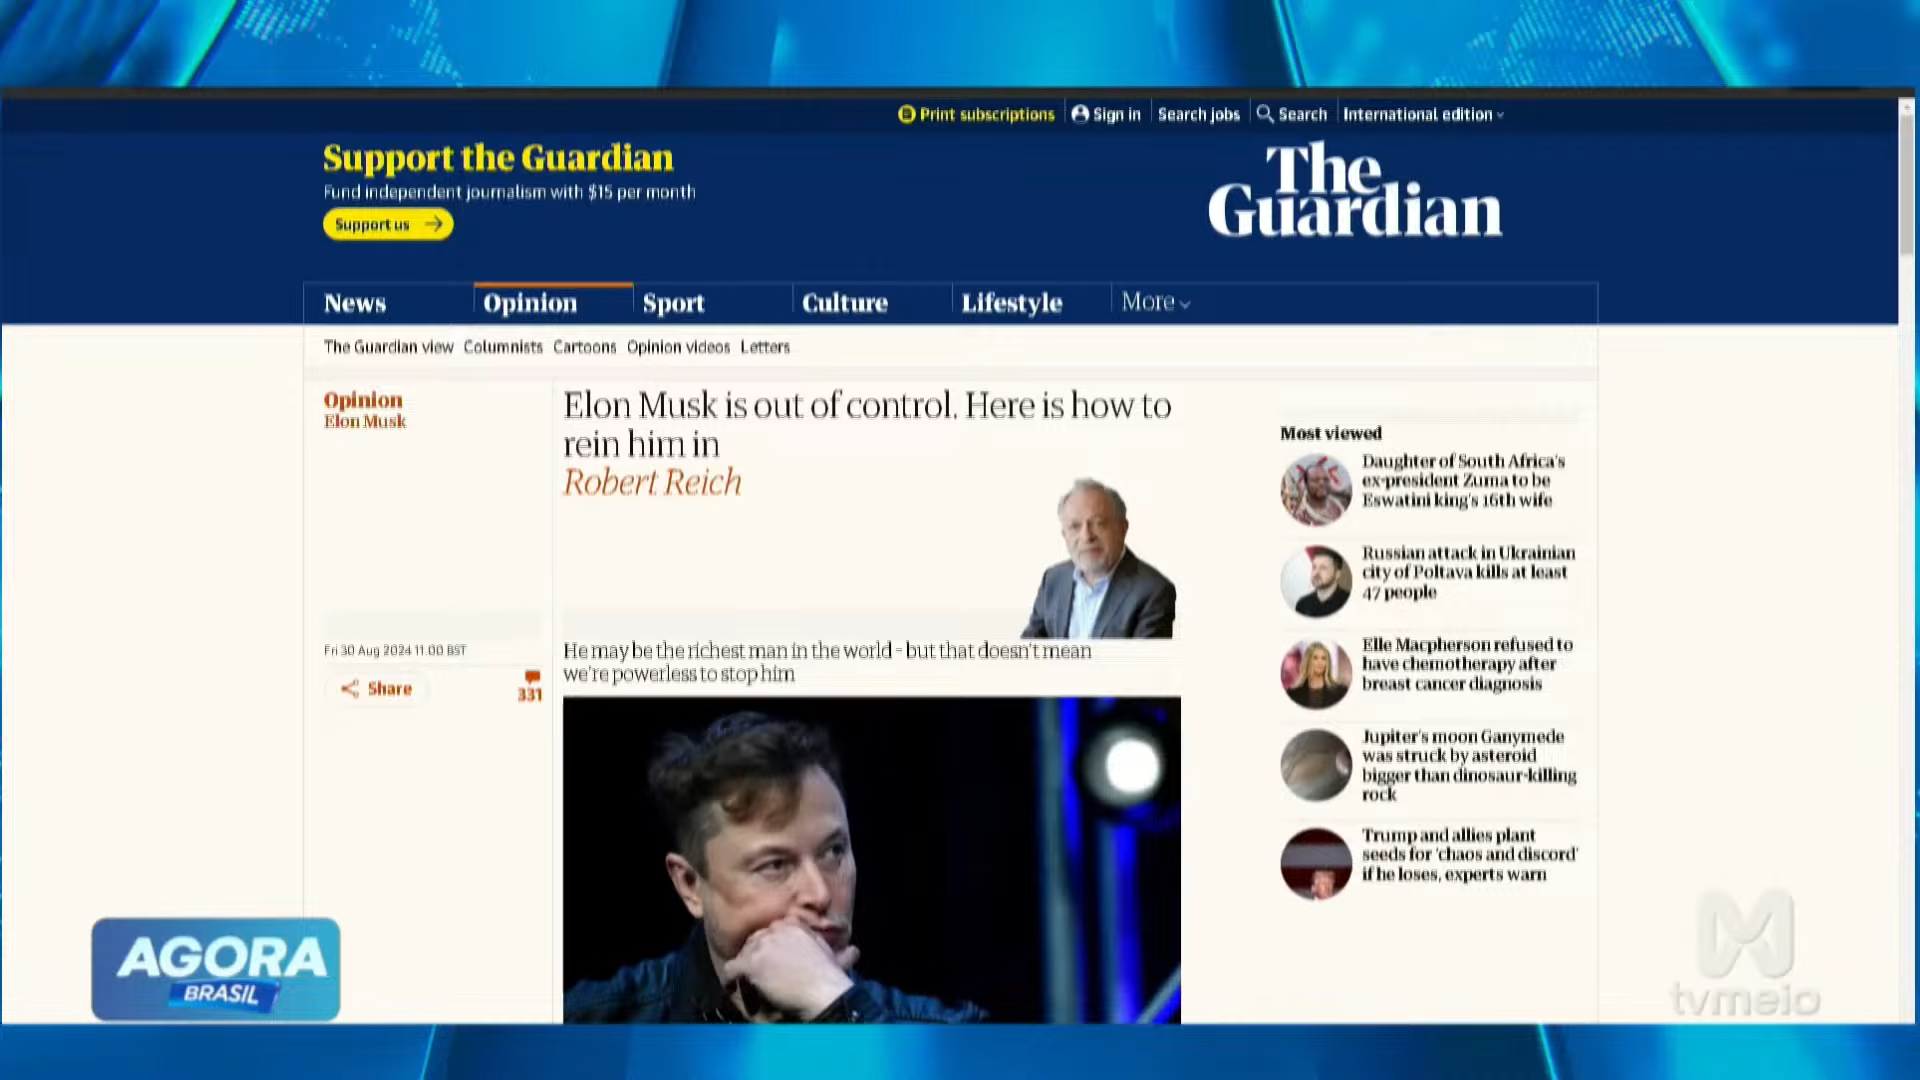 Print subscriptions
Sign in
Search jobs
Search
International edition
Support the Guardian
Fund independent journalism with $15 per month
Support us
The
Guardian
News
Opinion
Sport
Culture
Lifestyle
More
The Guardian view
Columnists
Cartoons
Opinion videos
Letters
Opinion
Elon Musk
Elon Musk is out of control. Here is how to
rein him in
Robert Reich
Fri 30 Aug 2024 11.00 BST
Share
331
He may be the richest man in the world - but that doesn't mean
we're powerless to stop him
Most viewed
Daughter of South Africa's
ex-president Zuma to be
Eswatini king's 16th wife
Russian attack in Ukrainian
city of Poltava kills at least
47 people
Elle Macpherson refused to
have chemotherapy after
breast cancer diagnosis
Jupiter's moon Ganymede
was struck by asteroid
bigger than dinosaur-killing
rock
Trump and allies plant
seeds for 'chaos and discord'
if he loses, experts warn
AGORA
BRASIL
tvmeio